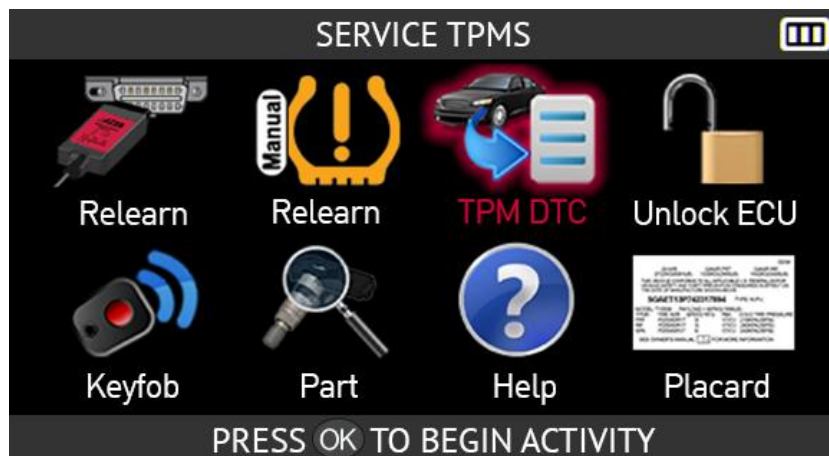 SERVICE TPMS
Manual
Relearn
Relearn
TPM DTC
Unlock ECU
Keyfob
Part
Help
Placard
PRESS OK TO BEGIN ACTIVITY